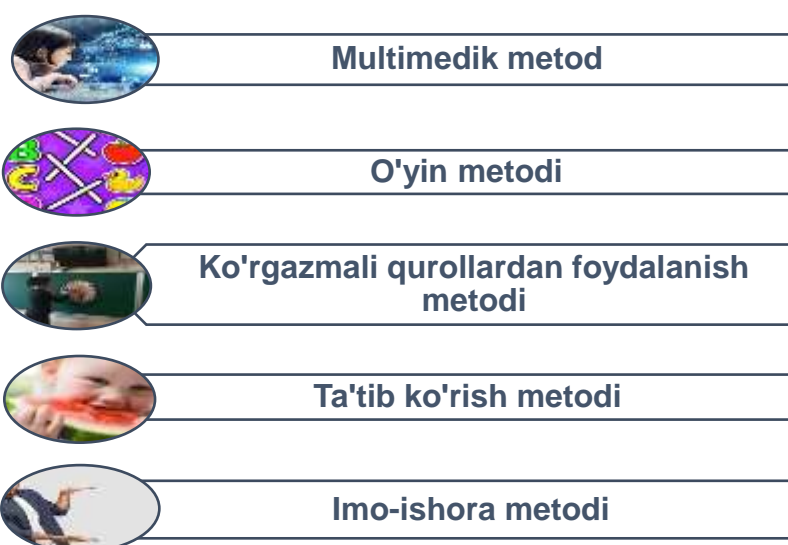 Multimedik metod
O'yin metodi
Ko'rgazmali qurollardan foydalanish
metodi
Ta'tib ko'rish metodi
Imo-ishora metodi